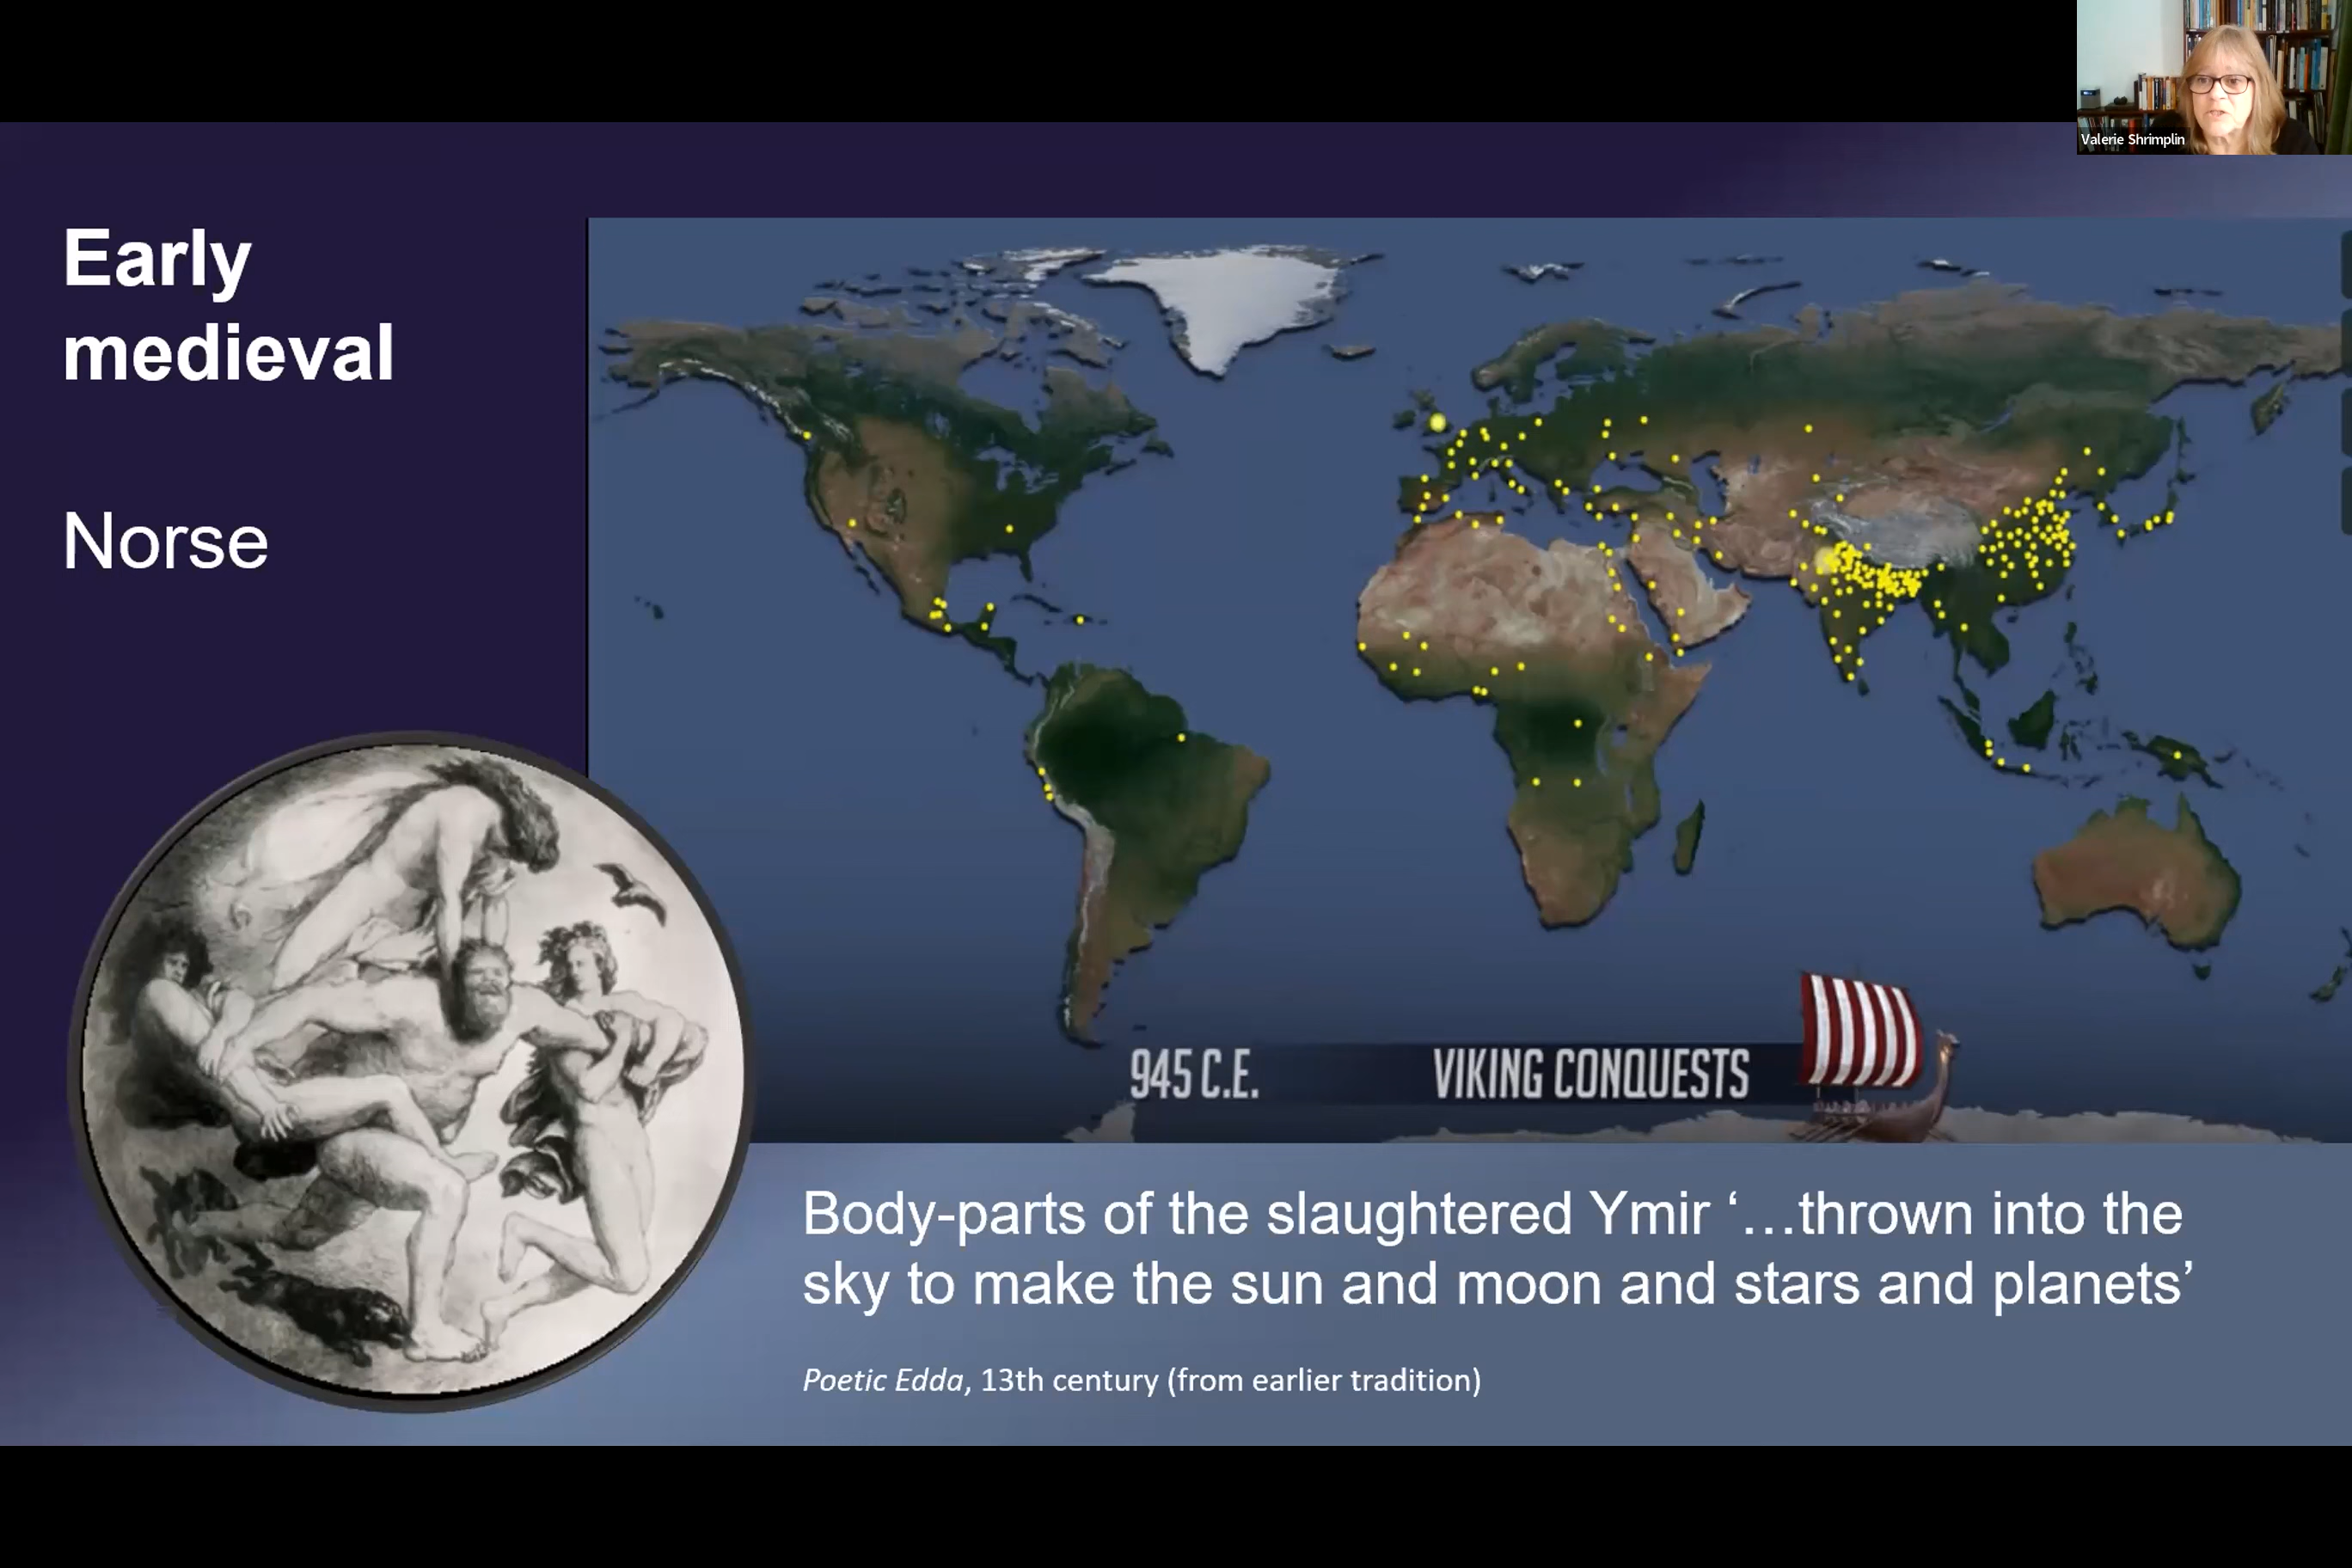 Valerie Shrimplin
Early
medieval
Norse
945 C.E.
VIKING CONQUESTS
Body-parts of the slaughtered Ymir ‘…thrown into the
sky to make the sun and moon and stars and planets’
Poetic Edda, 13th century (from earlier tradition)